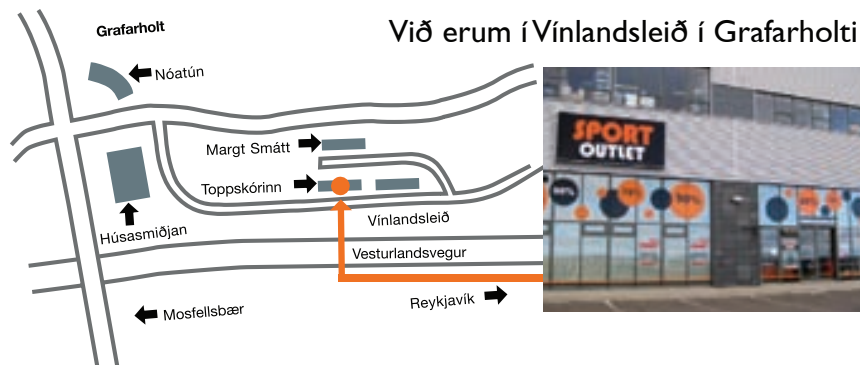 Við erum í Vínlandsleið í Grafarholti
Grafarholt
Nóatún
Margt Smátt
Toppskórinn
Húsasmiðjan
Vínlandsleið
Vesturlandsvegur
Reykjavík
Mosfellsbær
SPORT
OUTLET